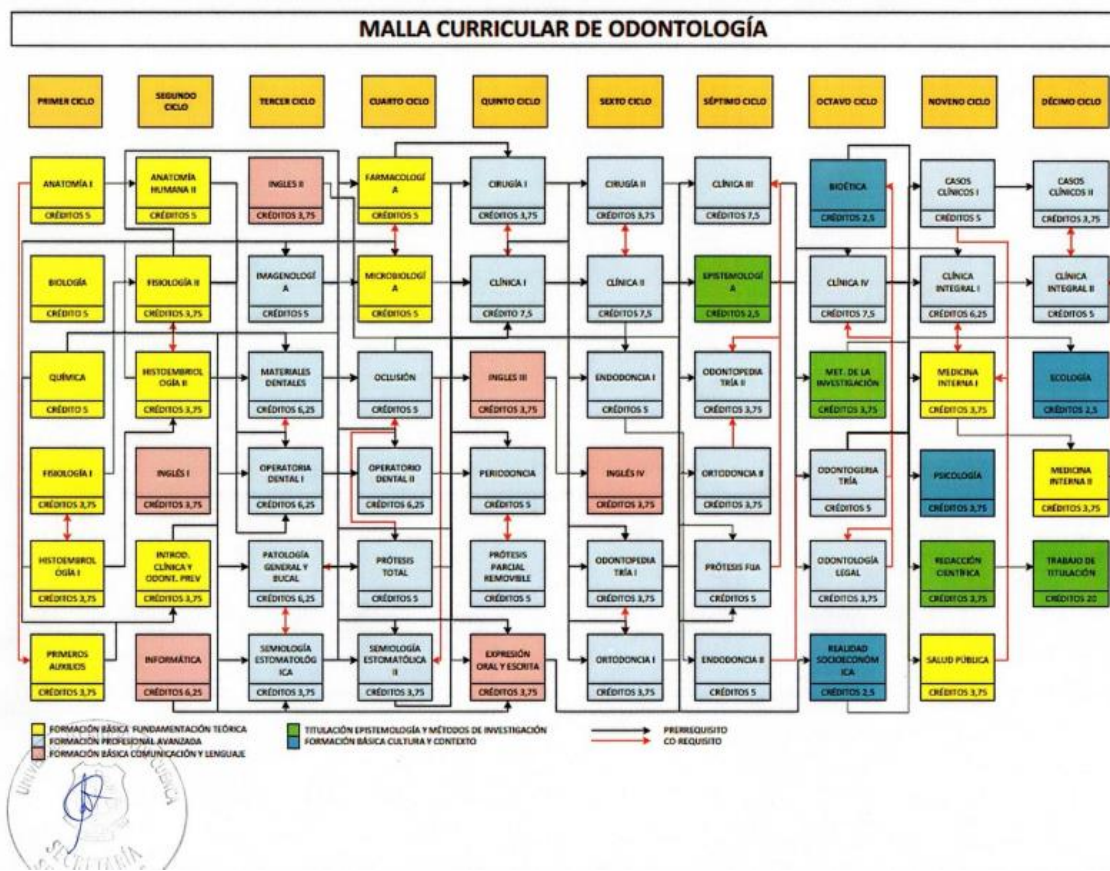 MALLA CURRICULAR DE ODONTOLOGÍA
PRIMER CICLO
SEGUNDO
CICLO
TERCER CICLO
CUARTO CICLO
QUINTO CICLO
SEXTO CICLO
SÉPTIMO CICLO
OCTAVO CICLO
NOVENO CICLO
DÉCIMO CICLO
ANATOMÍA I
CRÉDITOS 5
ANATOMÍA
HUMANA II
CRÉDITOS 5
INGLES II
CRÉDITOS 3,75
FARMACOLOGÍ
A
CRÉDITOS 5
CIRUGÍA I
CRÉDITOS 3,75
CIRUGÍA II
CRÉDITOS 3,75
CLÍNICA III
CRÉDITOS 7,5
BIOÉTICA
CRÉDITOS 2,5
CASOS
CLÍNICOS I
CRÉDITOS 5
CASOS
CLÍNICOS II
CRÉDITOS 3,75
BIOLOGÍA
CRÉDITO 5
FISIOLOGÍA II
CRÉDITOS 3,75
IMAGENOLOGÍ
A
CRÉDITOS 5
MICROBIOLOGÍ
A
CRÉDITOS 5
CLÍNICA I
CRÉDITO 7,5
CLÍNICA II
CRÉDITOS 7,5
EPISTEMOLOGÍ
A
CRÉDITOS 2,5
CLÍNICA IV
CRÉDITOS 7,5
CLÍNICA
INTEGRAL I
CRÉDITOS 6,25
CLÍNICA
INTEGRAL II
CRÉDITOS 5
QUÍMICA
CRÉDITO 5
HISTOEMBRIOL
OGÍA II
CRÉDITOS 3,75
MATERIALES
DENTALES
CRÉDITOS 6,25
OCLUSIÓN
CRÉDITOS 5
INGLES III
CRÉDITOS 3,75
ENDODONCIA I
CRÉDITOS 5
ODONTOPEDIA
TRÍA II
CRÉDITOS 3,75
MET. DE LA
INVESTIGACIÓN
CRÉDITOS 3,75
MEDICINA
INTERNA I
CRÉDITOS 3,75
ECOLOGÍA
CRÉDITOS 2,5
FISIOLOGÍA I
CRÉDITOS 3,75
INGLÉS I
CRÉDITOS 3,75
OPERATORIA
DENTAL I
CRÉDITOS 6,25
OPERATORIO
DENTAL II
CRÉDITOS 6,25
PERIODONCIA
CRÉDITOS 5
INGLÉS IV
CRÉDITOS 3,75
ORTODONCIA II
CRÉDITOS 3,75
ODONTOGERIA
TRÍA
CRÉDITOS 5
PSICOLOGÍA
CRÉDITOS 3,75
MEDICINA
INTERNA II
CRÉDITOS 3,75
HISTOEMBROL
OGÍA I
CRÉDITOS 3,75
INTROD.
CLÍNICA Y
ODONT. PREV
CRÉDITOS 3,75
PATOLOGÍA
GENERAL Y
BUCAL
CRÉDITOS 6,25
PRÓTESIS
TOTAL
CRÉDITOS 5
PRÓTESIS
PARCIAL
REMOVIBLE
CRÉDITOS 5
ODONTOPEDIA
TRÍA I
CRÉDITOS 3,75
PRÓTESIS FIJA
CRÉDITOS 5
ODONTOLOGÍA
LEGAL
CRÉDITOS 3,75
REDACCIÓN
CIENTÍFICA
CRÉDITOS 3,75
TRABAJO DE
TITULACIÓN
CRÉDITOS 20
PRIMEROS
AUXILIOS
CRÉDITOS 3,75
INFORMÁTICA
CRÉDITOS 6,25
SEMIOLOGÍA
ESTOMATOLÓG
ICA
CRÉDITOS 3,75
SEMIOLOGÍA
ESTOMATÓLICA
II
CRÉDITOS 3,75
EXPRESIÓN
ORAL Y ESCRITA
CRÉDITOS 3,75
ORTODONCIA I
CRÉDITOS 3,75
ENDODONCIA II
CRÉDITOS 5
REALIDAD
SOCIOECONÓM
ICA
CRÉDITOS 2,5
SALUD PÚBLICA
CRÉDITOS 3,75
FORMACIÓN BÁSICA FUNDAMENTACIÓN TEÓRICA
FORMACIÓN PROFESIONAL AVANZADA
FORMACIÓN BÁSICA COMUNICACIÓN Y LENGUAJE
TITULACIÓN EPISTEMOLOGÍA Y MÉTODOS DE INVESTIGACIÓN
FORMACIÓN BÁSICA CULTURA Y CONTEXTO
PRERREQUISITO
CO REQUISITO
CUENCA
SECRETARÍA